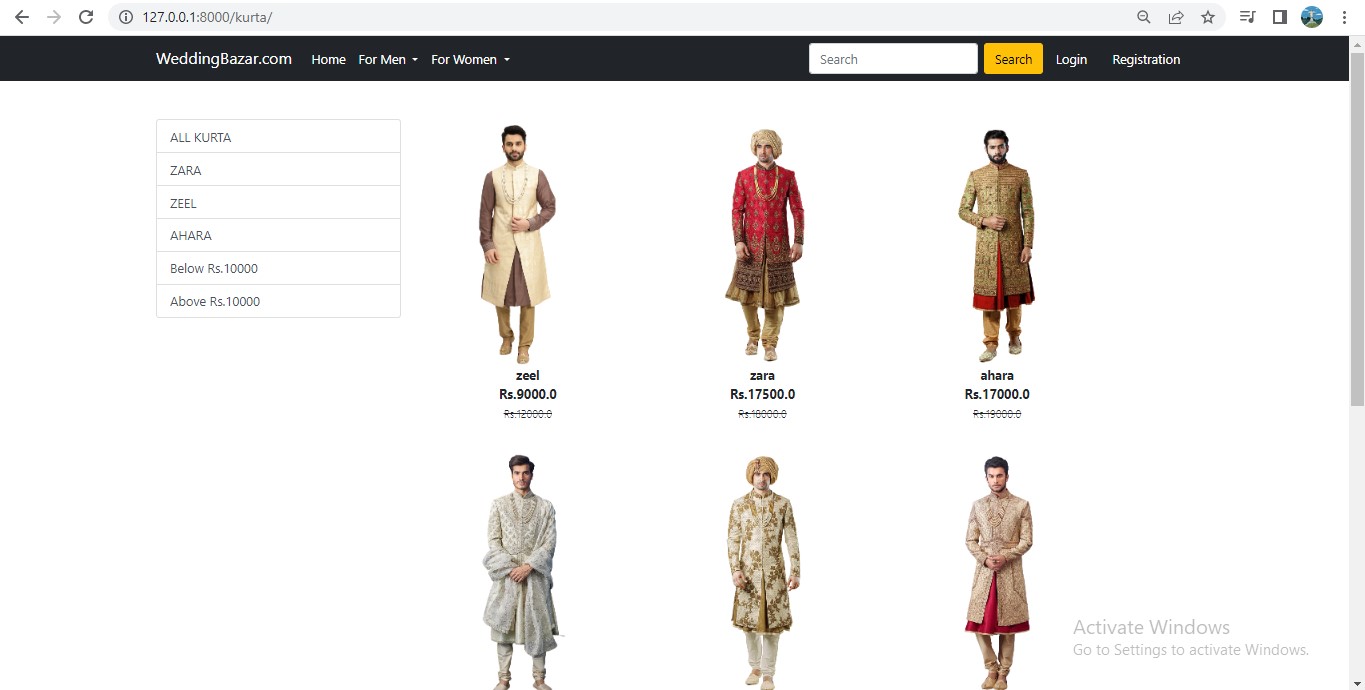 127.0.0.1:8000/kurta/
WeddingBazar.com Home For Men For Women Search Search Login Registration
ALL KURTA
ZARA
ZEEL
AHARA
Below Rs.10000
Above Rs.10000
zeel zara ahara
Rs.9000.0 Rs.17500.0 Rs.17000.0
Rs.12000.0 Rs.18000.0 Rs.19000.0
Activate Windows
Go to Settings to activate Windows.